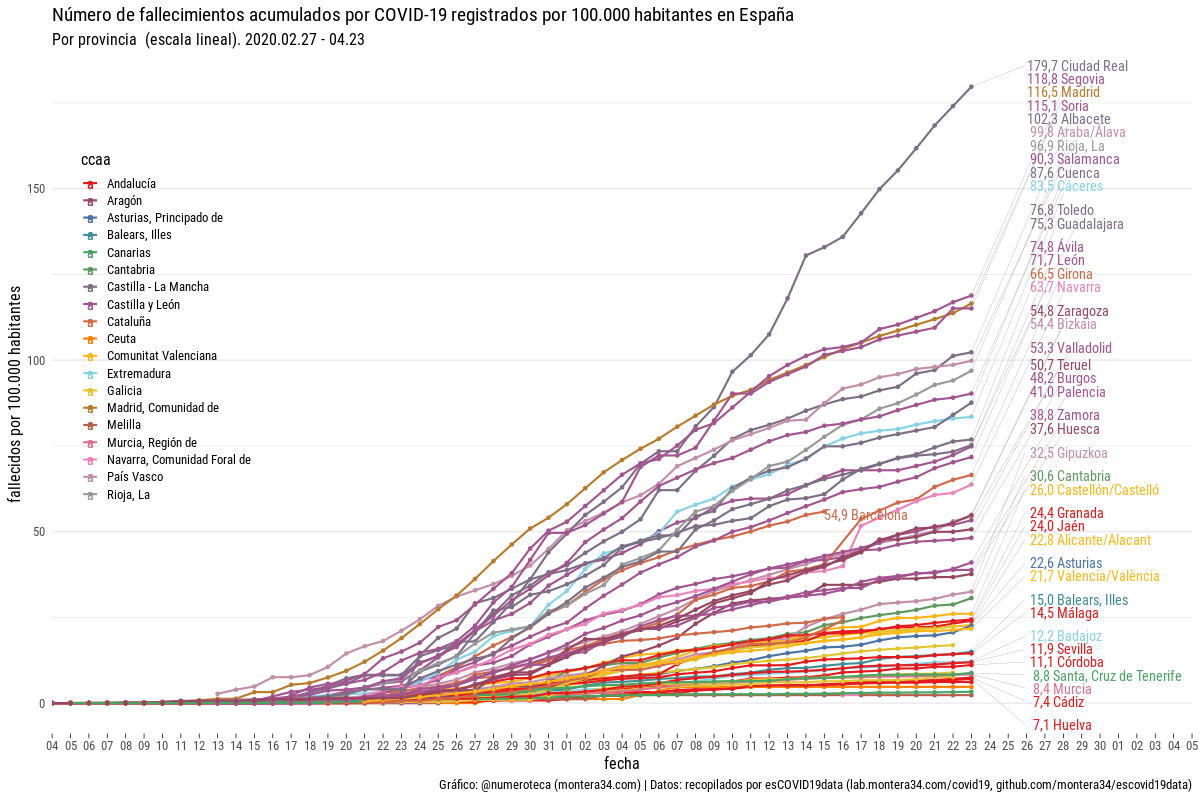 Número de fallecimientos acumulados por COVID-19 registrados por 100.000 habitantes en España
Por provincia (escala lineal). 2020.02.27 - 04.23
fallecidos por 100.000 habitantes
150
100
50
0
ccaa
Andalucía
Aragón
Asturias, Principado de
Balears, Illes
Canarias
Cantabria
Castilla - La Mancha
Castilla y León
Cataluña
Ceuta
Comunitat Valenciana
Extremadura
Galicia
Madrid, Comunidad de
Melilla
Murcia, Región de
Navarra, Comunidad Foral de
País Vasco
Rioja, La
179,7 Ciudad Real
118,8 Segovia
116,5 Madrid
115,1 Soria
102,3 Albacete
99,8 Araba/Álava
96,9 Rioja, La
90,3 Salamanca
87,6 Cuenca
83,5 Cáceres
76,8 Toledo
75,3 Guadalajara
74,8 Ávila
71,7 León
66,5 Girona
63,7 Navarra
54,8 Zaragoza
54,4 Bizkaia
53,3 Valladolid
50,7 Teruel
48,2 Burgos
41,0 Palencia
38,8 Zamora
37,6 Huesca
32,5 Gipuzkoa
30,6 Cantabria
26,0 Castellón/Castelló
24,4 Granada
24,0 Jaén
22,8 Alicante/Alacant
22,6 Asturias
21,7 Valencia/València
15,0 Balears, Illes
14,5 Málaga
12,2 Badajoz
11,9 Sevilla
11,1 Córdoba
8,8 Santa, Cruz de Tenerife
8,4 Murcia
7,4 Cádiz
7,1 Huelva
54,9 Barcelona
04 05 06 07 08 09 10 11 12 13 14 15 16 17 18 19 20 21 22 23 24 25 26 27 28 29 30 31 01 02 03 04 05 06 07 08 09 10 11 12 13 14 15 16 17 18 19 20 21 22 23 24 25 26 27 28 29 30 01 02 03 04 05
fecha
Gráfico: @numeroteca (montera34.com) | Datos: recopilados por esCOVID19data (lab.montera34.com/covid19, github.com/montera34/escovid19data)